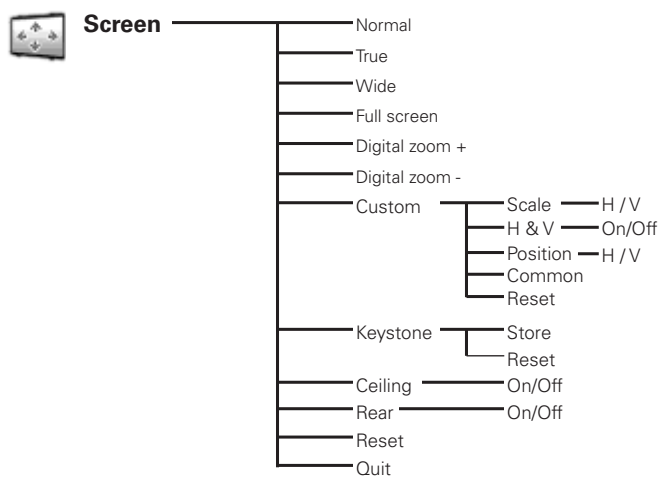 Screen
Normal
True
Wide
Full screen
Digital zoom +
Digital zoom -
Custom Scale H / V
H & V On/Off
Position H / V
Common
Reset
Keystone Store
Reset
Ceiling On/Off
Rear On/Off
Reset
Quit